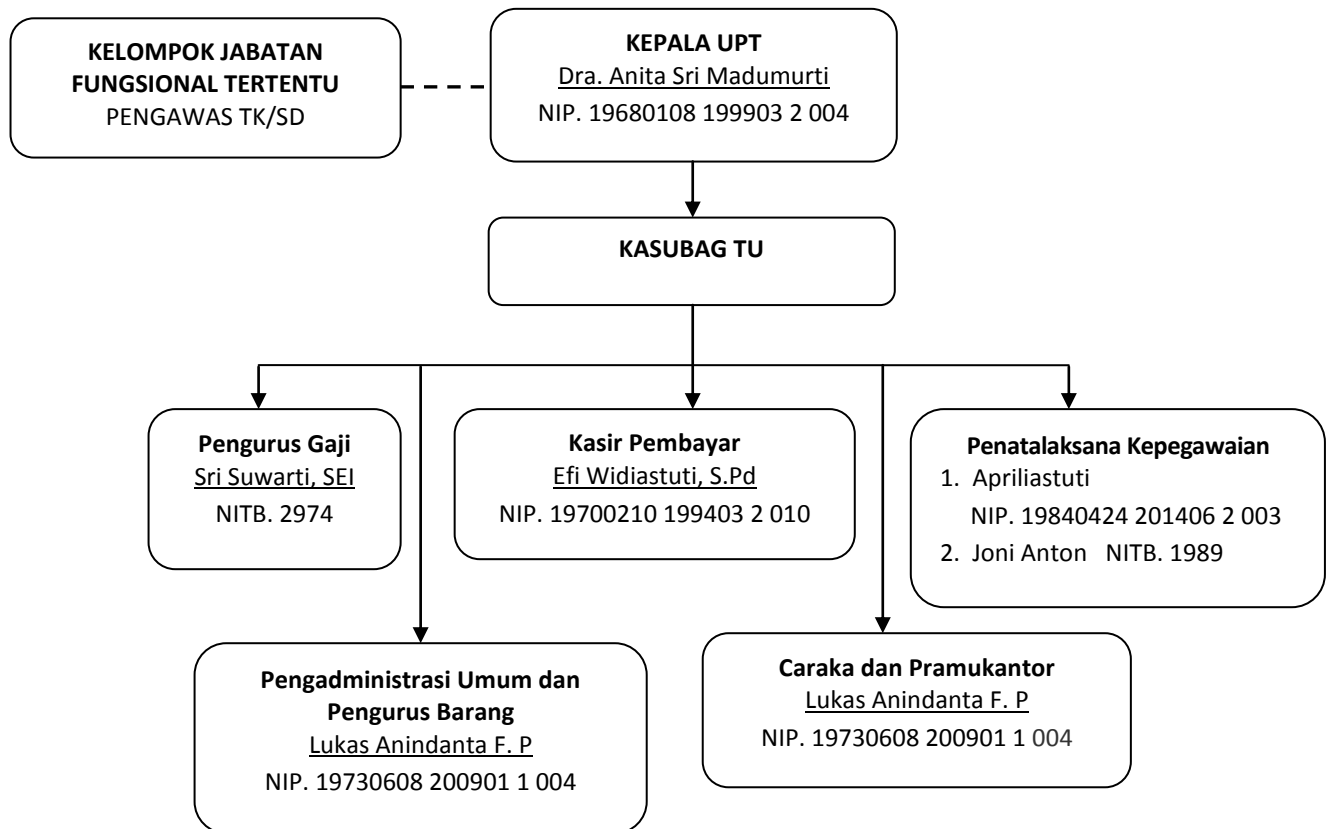 KELOMPOK JABATAN
FUNGSIONAL TERTENTU
PENGAWAS TK/SD
KEPALA UPT
Dra. Anita Sri Madumurti
NIP. 19680108 199903 2 004
KASUBAG TU
Pengurus Gaji
Sri Suwarti, SEI
NITB. 2974
Kasir Pembayar
Efi Widiastuti, S.Pd
NIP. 19700210 199403 2 010
Penatalaksana Kepegawaian
1. Apriliastuti
NIP. 19840424 201406 2 003
2. Joni Anton NITB. 1989
Pengadministrasi Umum dan
Pengurus Barang
Lukas Anindanta F. P
NIP. 19730608 200901 1 004
Caraka dan Pramukantor
Lukas Anindanta F. P
NIP. 19730608 200901 1 004